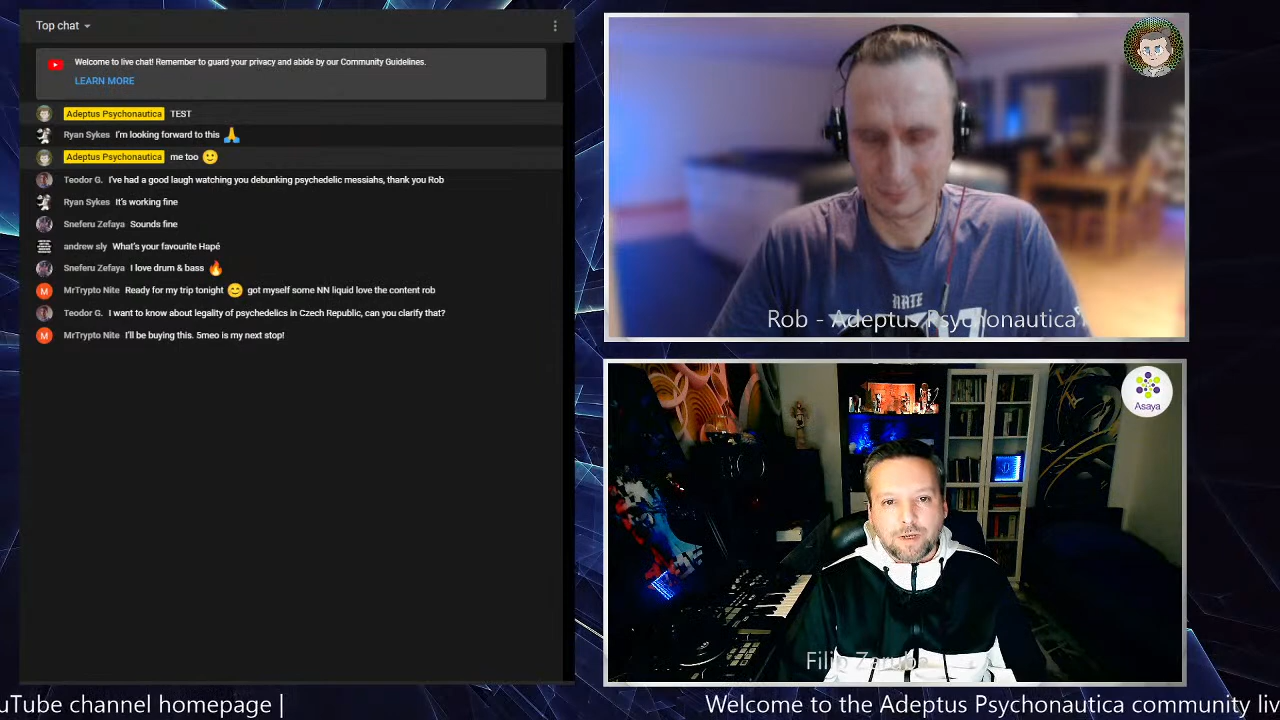 Top chat
Welcome to live chat! Remember to guard your privacy and abide by our Community Guidelines.
LEARN MORE
Adeptus Psychonautica TEST
Ryan Sykes I'm looking forward to this 🙏
Adeptus Psychonautica me too 🙂
Teodor G. I've had a good laugh watching you debunking psychedelic messiahs, thank you Rob
Ryan Sykes It's working fine
Sneferu Zefaya Sounds fine
andrew sly What's your favourite Hapé
Sneferu Zefaya I love drum & bass 🔥
MrTrypto Nite Ready for my trip tonight 😊 got myself some NN liquid love the content rob
Teodor G. I want to know about legality of psychedelics in Czech Republic, can you clarify that?
MrTrypto Nite I'll be buying this. 5meo is my next stop!
HATE
Rob - Adeptus Psychonautica
Asaya
Filip Zaruba
uTube channel homepage | Welcome to the Adeptus Psychonautica community liv